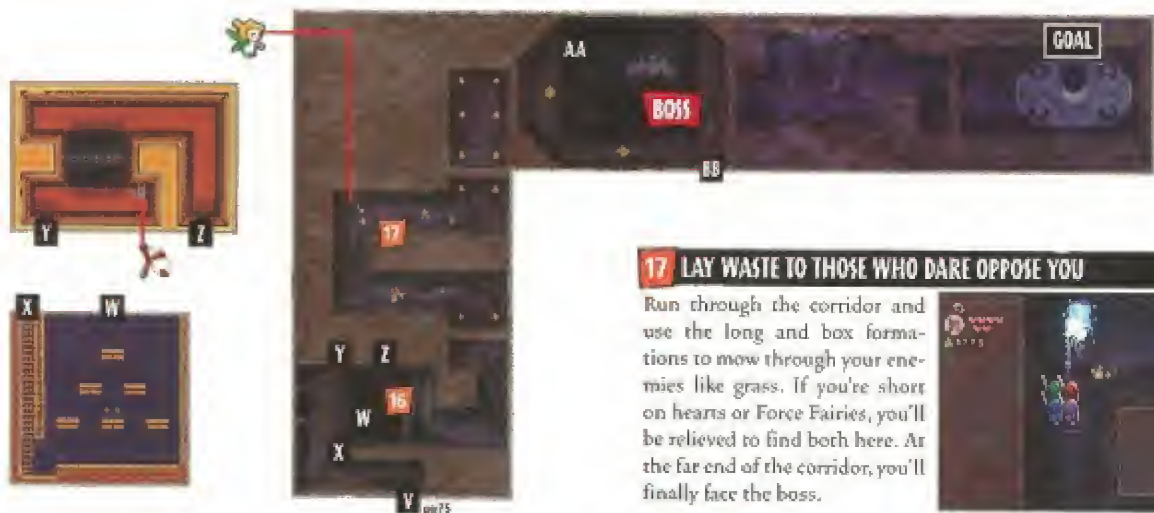 AA
GOAL
BOSS
BB
17
Y
Z
X
W
Y
Z
16
W
X
V
17 LAY WASTE TO THOSE WHO DARE OPPOSE YOU
Run through the corridor and
use the long and box forma-
tions to mow through your ene-
mies like grass. If you're short
on hearts or Force Fairies, you'll
be relieved to find both here. At
the far end of the corridor, you'll
finally face the boss.